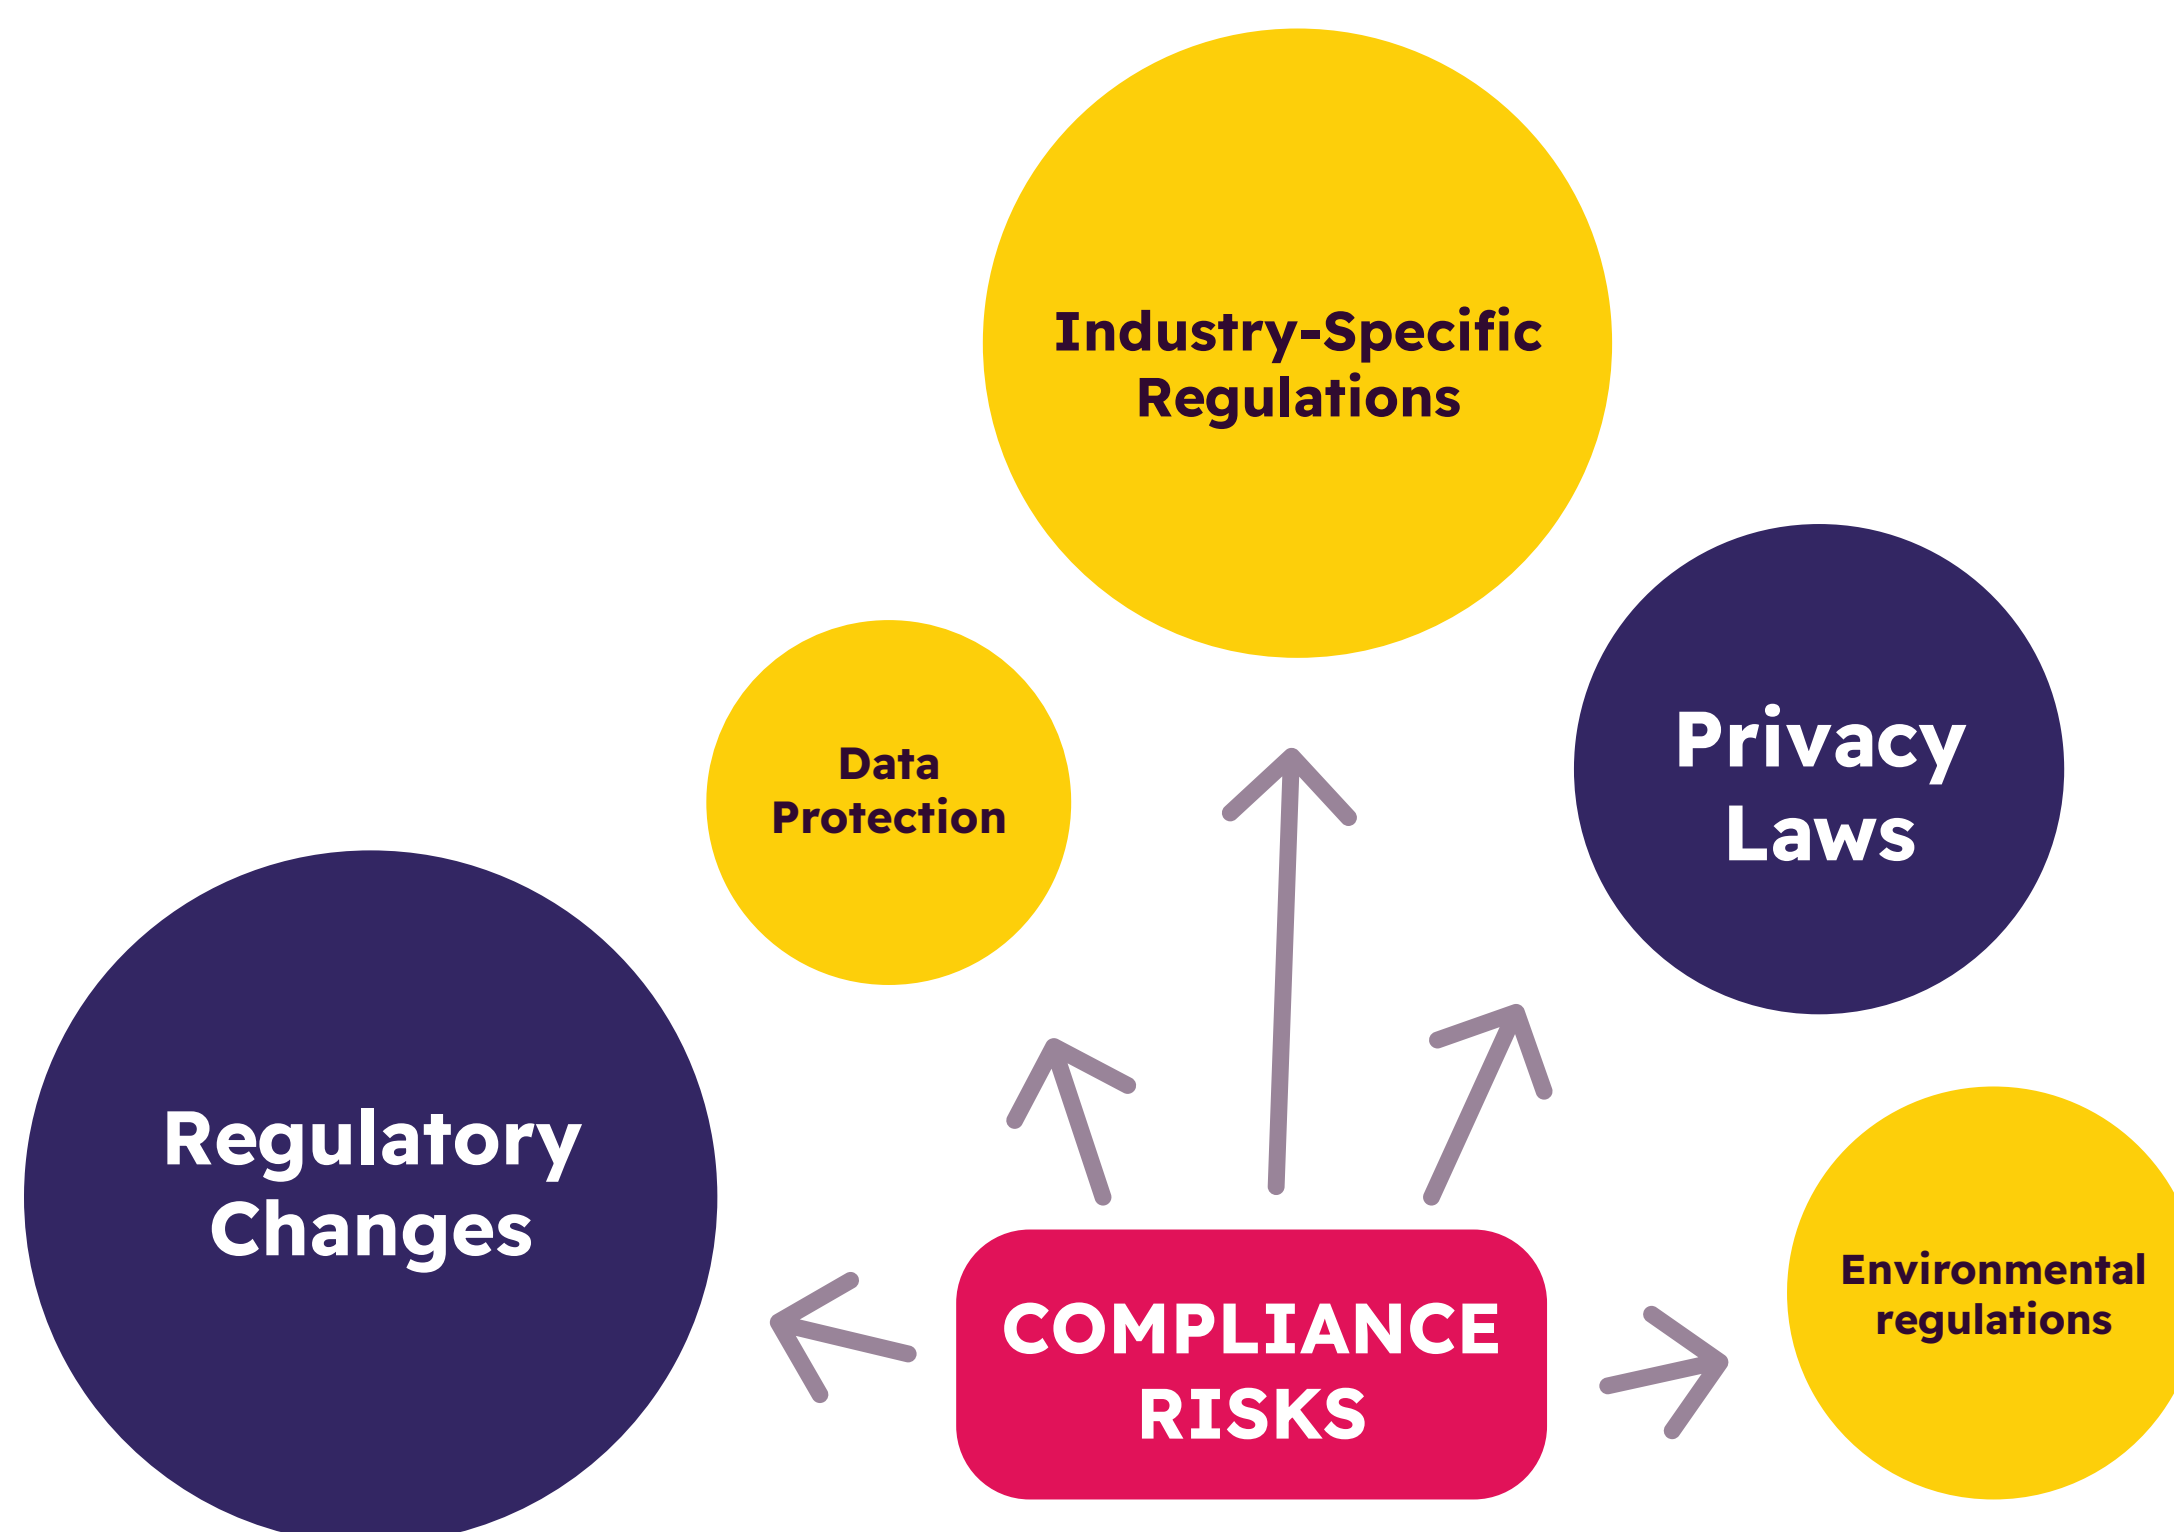 Industry-Specific
Regulations
Privacy
Laws
Data
Protection
Regulatory
Changes
Environmental
regulations
COMPLIANCE
RISKS